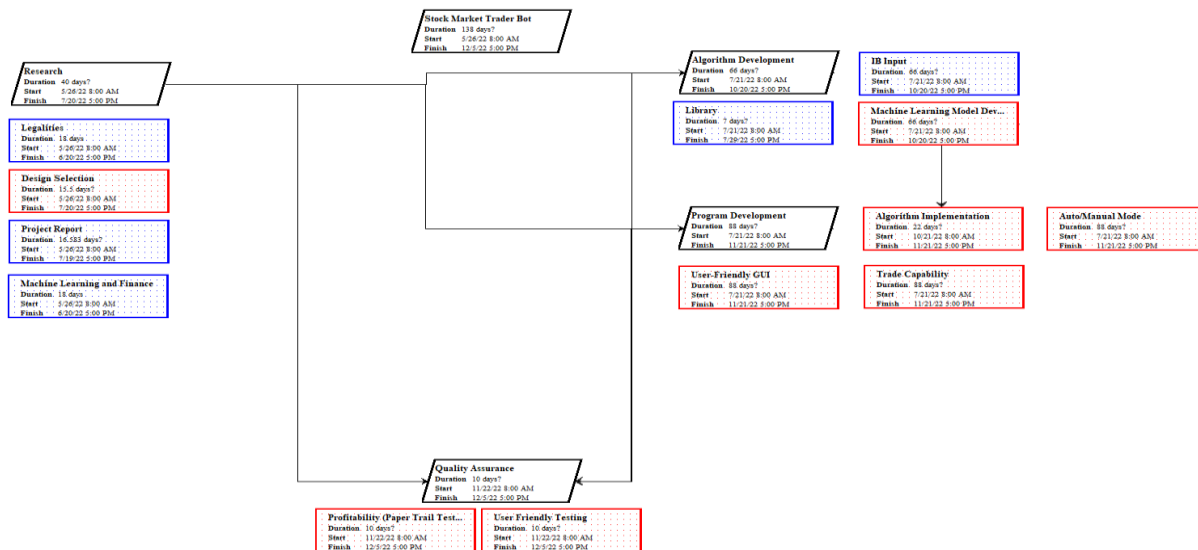 Stock Market Trader Bot
Duration 138 days?
Start 5/26/22 8:00 AM
Finish 12/5/22 5:00 PM
Research
Duration 40 days?
Start 5/26/22 8:00 AM
Finish 7/20/22 5:00 PM
Legalities
Duration 18 days
Start 5/26/22 8:00 AM
Finish 6/20/22 5:00 PM
Design Selection
Duration 15.5 days?
Start 5/26/22 8:00 AM
Finish 7/20/22 5:00 PM
Project Report
Duration 16.583 days?
Start 5/26/22 8:00 AM
Finish 7/19/22 5:00 PM
Machine Learning and Finance
Duration 18 days
Start 5/26/22 8:00 AM
Finish 6/20/22 5:00 PM
Algorithm Development
Duration 66 days?
Start 7/21/22 8:00 AM
Finish 10/20/22 5:00 PM
Library
Duration 7 days?
Start 7/21/22 8:00 AM
Finish 7/29/22 5:00 PM
IB Input
Duration 66 days?
Start 7/21/22 8:00 AM
Finish 10/20/22 5:00 PM
Machine Learning Model Dev...
Duration 66 days?
Start 7/21/22 8:00 AM
Finish 10/20/22 5:00 PM
Program Development
Duration 88 days?
Start 7/21/22 8:00 AM
Finish 11/21/22 5:00 PM
User-Friendly GUI
Duration 88 days?
Start 7/21/22 8:00 AM
Finish 11/21/22 5:00 PM
Algorithm Implementation
Duration 22 days?
Start 10/21/22 8:00 AM
Finish 11/21/22 5:00 PM
Trade Capability
Duration 88 days?
Start 7/21/22 8:00 AM
Finish 11/21/22 5:00 PM
Auto/Manual Mode
Duration 88 days?
Start 7/21/22 8:00 AM
Finish 11/21/22 5:00 PM
Quality Assurance
Duration 10 days?
Start 11/22/22 8:00 AM
Finish 12/5/22 5:00 PM
Profitability (Paper Trail Test...
Duration 10 days?
Start 11/22/22 8:00 AM
Finish 12/5/22 5:00 PM
User Friendly Testing
Duration 10 days?
Start 11/22/22 8:00 AM
Finish 12/5/22 5:00 PM